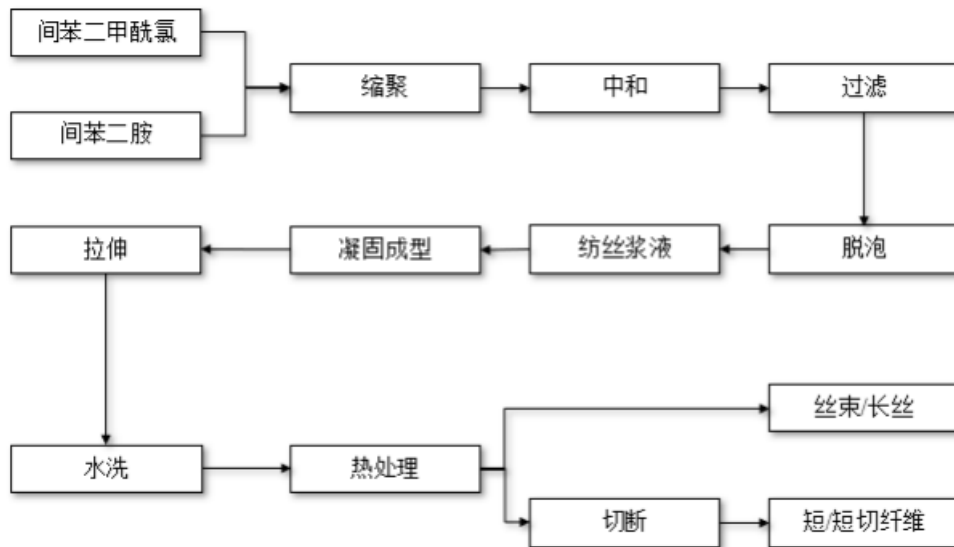 间苯二甲酰氯
间苯二胺
缩聚
中和
过滤
脱泡
纺丝浆液
凝固成型
拉伸
水洗
热处理
丝束/长丝
切断
短/短切纤维